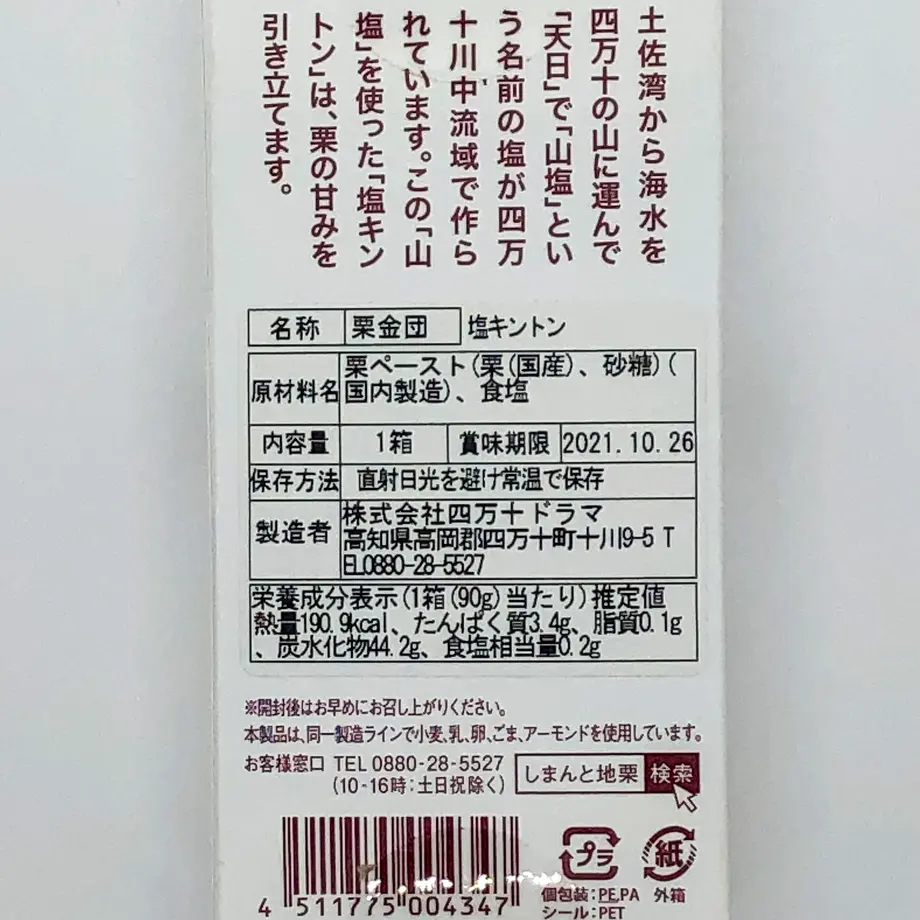 土佐湾から海水を
四万十の山に運んで
「天日」で「山塩」とい
う名前の塩が四万
十川中流域で作ら
れています。この「山
塩」を使った「塩キン
トン」は、栗の甘みを
引き立てます。
名称 栗金団 塩キントン
原材料名 栗ペースト(栗(国産)、砂糖)(
国内製造)、食塩
内容量 1箱 賞味期限 2021.10.26
保存方法 直射日光を避け常温で保存
製造者 株式会社四万十ドラマ
高知県高岡郡四万十町十川9-5 T
EL0880-28-5527
栄養成分表示(1箱(90g)当たり)推定値
熱量190.9kcal、たんぱく質3.4g、脂質0.1g
、炭水化物44.2g、食塩相当量0.2g
※開封後はお早めにお召し上がりください。
本製品は、同一製造ラインで小麦、乳、卵、ごま、アーモンドを使用しています。
お客様窓口 TEL 0880-28-5527
(10-16時:土日祝除く)
しまんと地栗 検索
プラ 紙
個包装:PE,PA 外箱
シール:PET
4 511775 004347